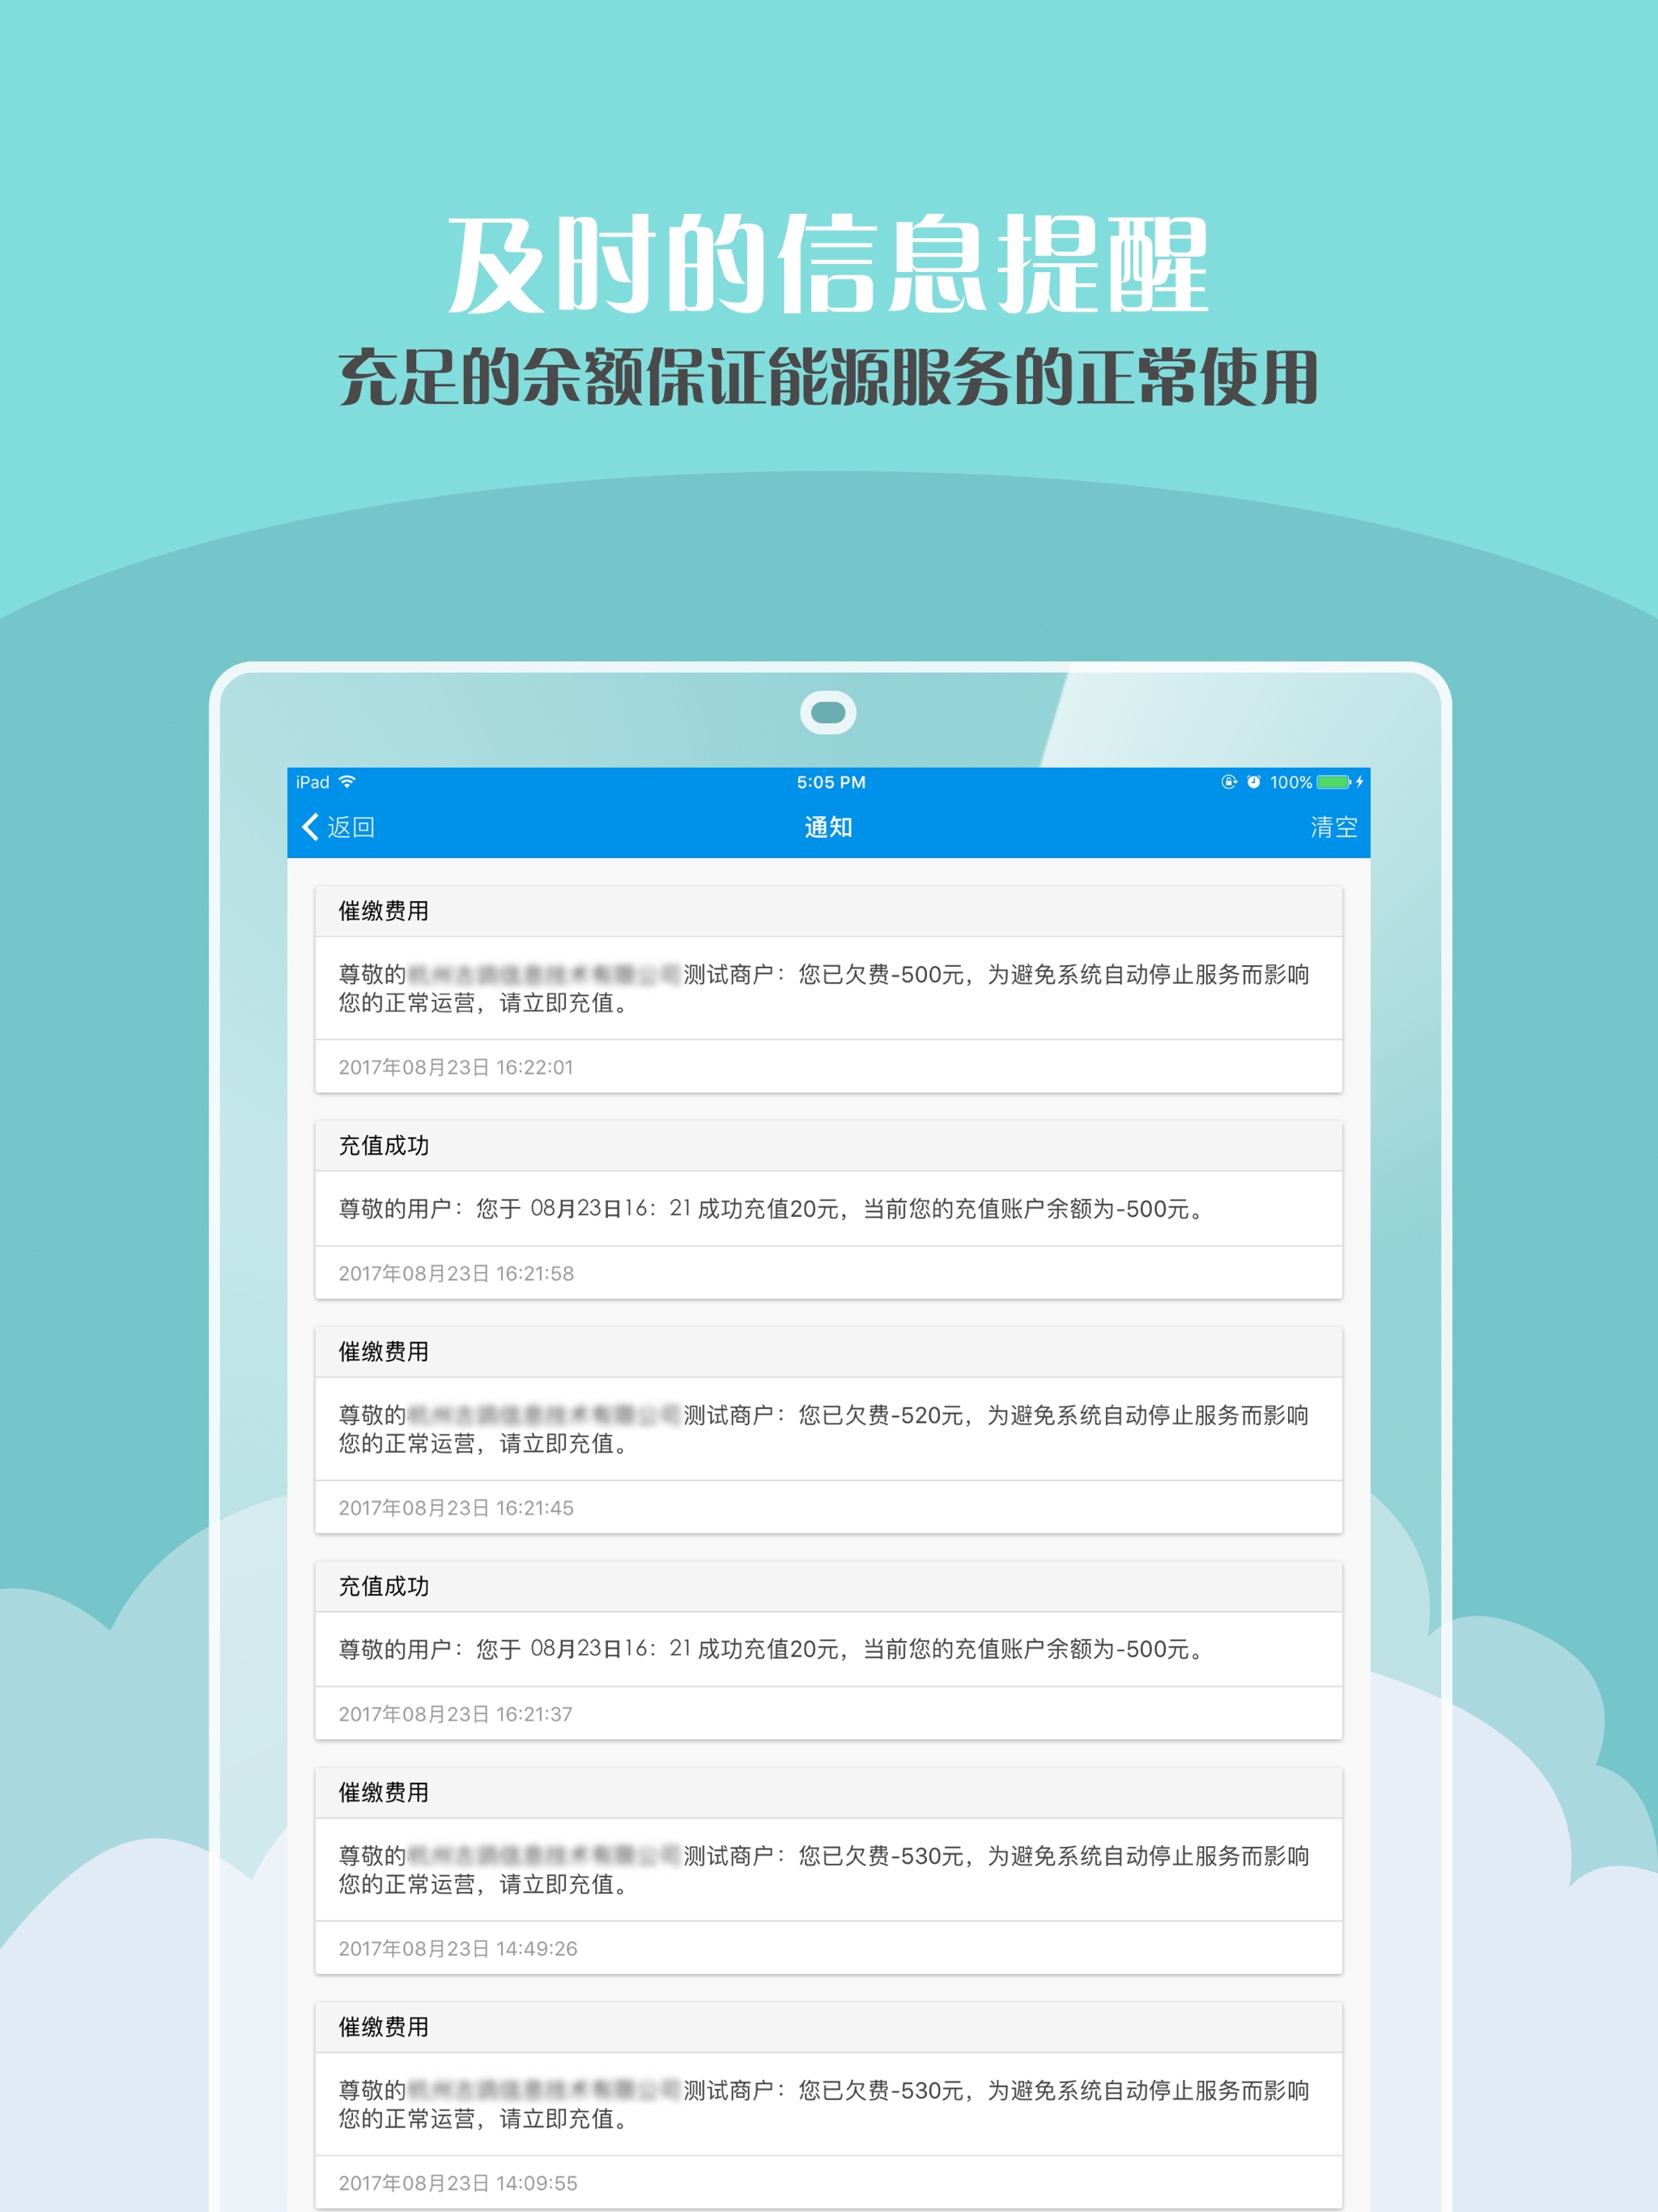 及时的信息提醒
充足的余额保证能源服务的正常使用
iPad 5:05 PM 100%
返回 通知 清空
催缴费用
尊敬的测试商户：您已欠费-500元，为避免系统自动停止服务而影响
您的正常运营，请立即充值。
2017年08月23日 16:22:01
充值成功
尊敬的用户：您于 08月23日16：21 成功充值20元，当前您的充值账户余额为-500元。
2017年08月23日 16:21:58
催缴费用
尊敬的测试商户：您已欠费-520元，为避免系统自动停止服务而影响
您的正常运营，请立即充值。
2017年08月23日 16:21:45
充值成功
尊敬的用户：您于 08月23日16：21 成功充值20元，当前您的充值账户余额为-500元。
2017年08月23日 16:21:37
催缴费用
尊敬的测试商户：您已欠费-530元，为避免系统自动停止服务而影响
您的正常运营，请立即充值。
2017年08月23日 14:49:26
催缴费用
尊敬的测试商户：您已欠费-530元，为避免系统自动停止服务而影响
您的正常运营，请立即充值。
2017年08月23日 14:09:55